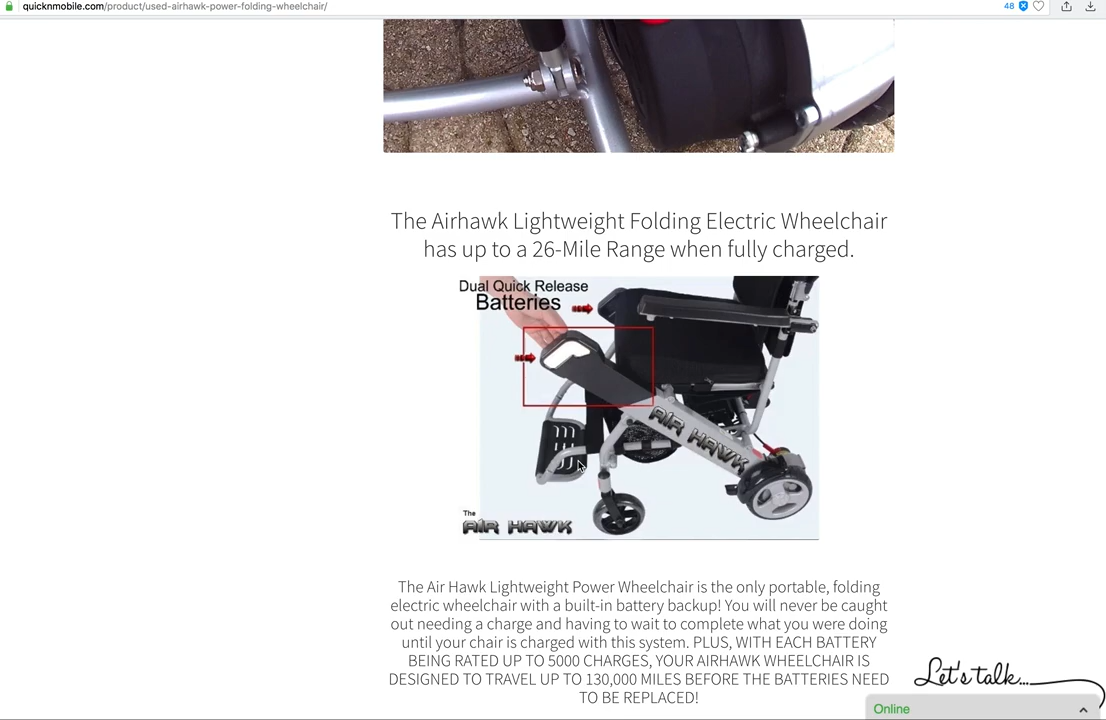 quicknmobile.com/product/used-airhawk-power-folding-wheelchair/
48
The Airhawk Lightweight Folding Electric Wheelchair
has up to a 26-Mile Range when fully charged.
Dual Quick Release
Batteries
AIR HAWK
The
AIR HAWK
The Air Hawk Lightweight Power Wheelchair is the only portable, folding
electric wheelchair with a built-in battery backup! You will never be caught
out needing a charge and having to wait to complete what you were doing
until your chair is charged with this system. PLUS, WITH EACH BATTERY
BEING RATED UP TO 5000 CHARGES, YOUR AIRHAWK WHEELCHAIR IS
DESIGNED TO TRAVEL UP TO 130,000 MILES BEFORE THE BATTERIES NEED
TO BE REPLACED!
Let's talk...
Online